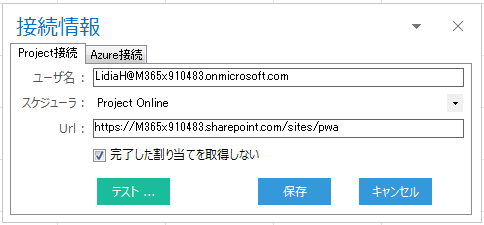 接続情報
Project接続 Azure接続
ユーザ名 : LidiaH@M365x910483.onmicrosoft.com
スケジューラ : Project Online
Url : https://M365x910483.sharepoint.com/sites/pwa
完了した割り当てを取得しない
テスト ... 保存 キャンセル